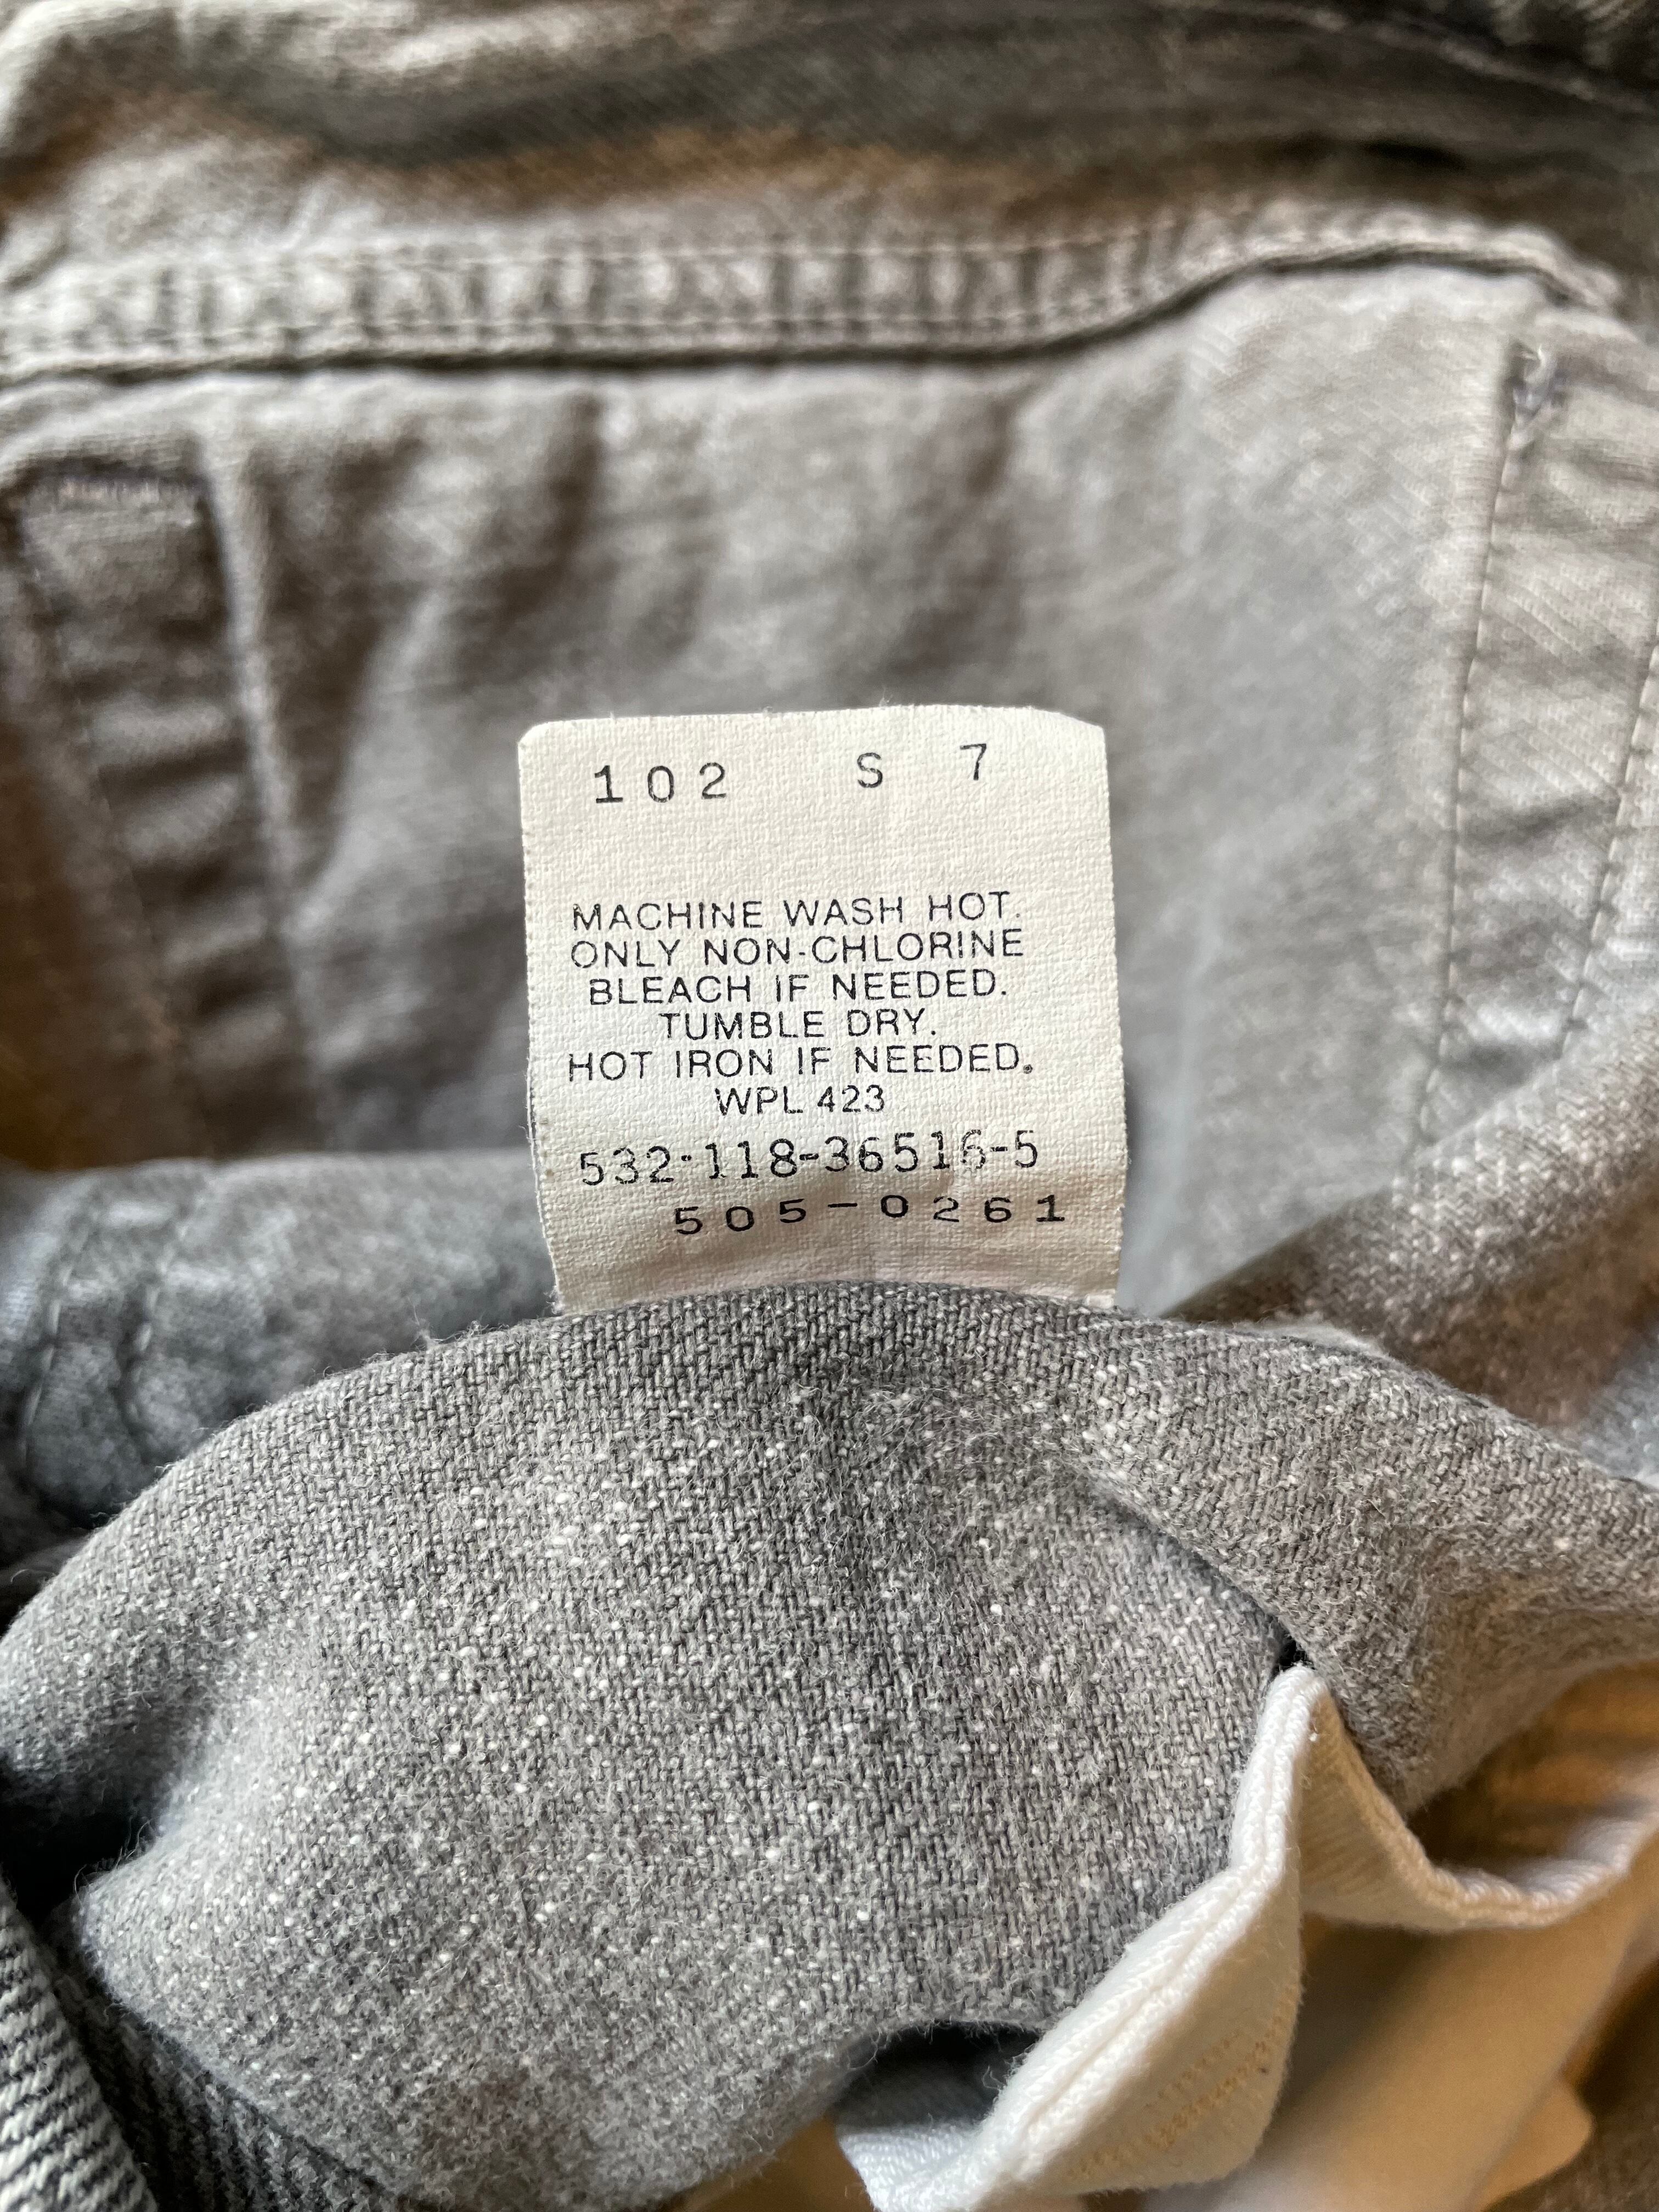 102 S 7
MACHINE WASH HOT.
ONLY NON-CHLORINE
BLEACH IF NEEDED.
TUMBLE DRY.
HOT IRON IF NEEDED.
WPL 423
532-118-36516-5
505-0261